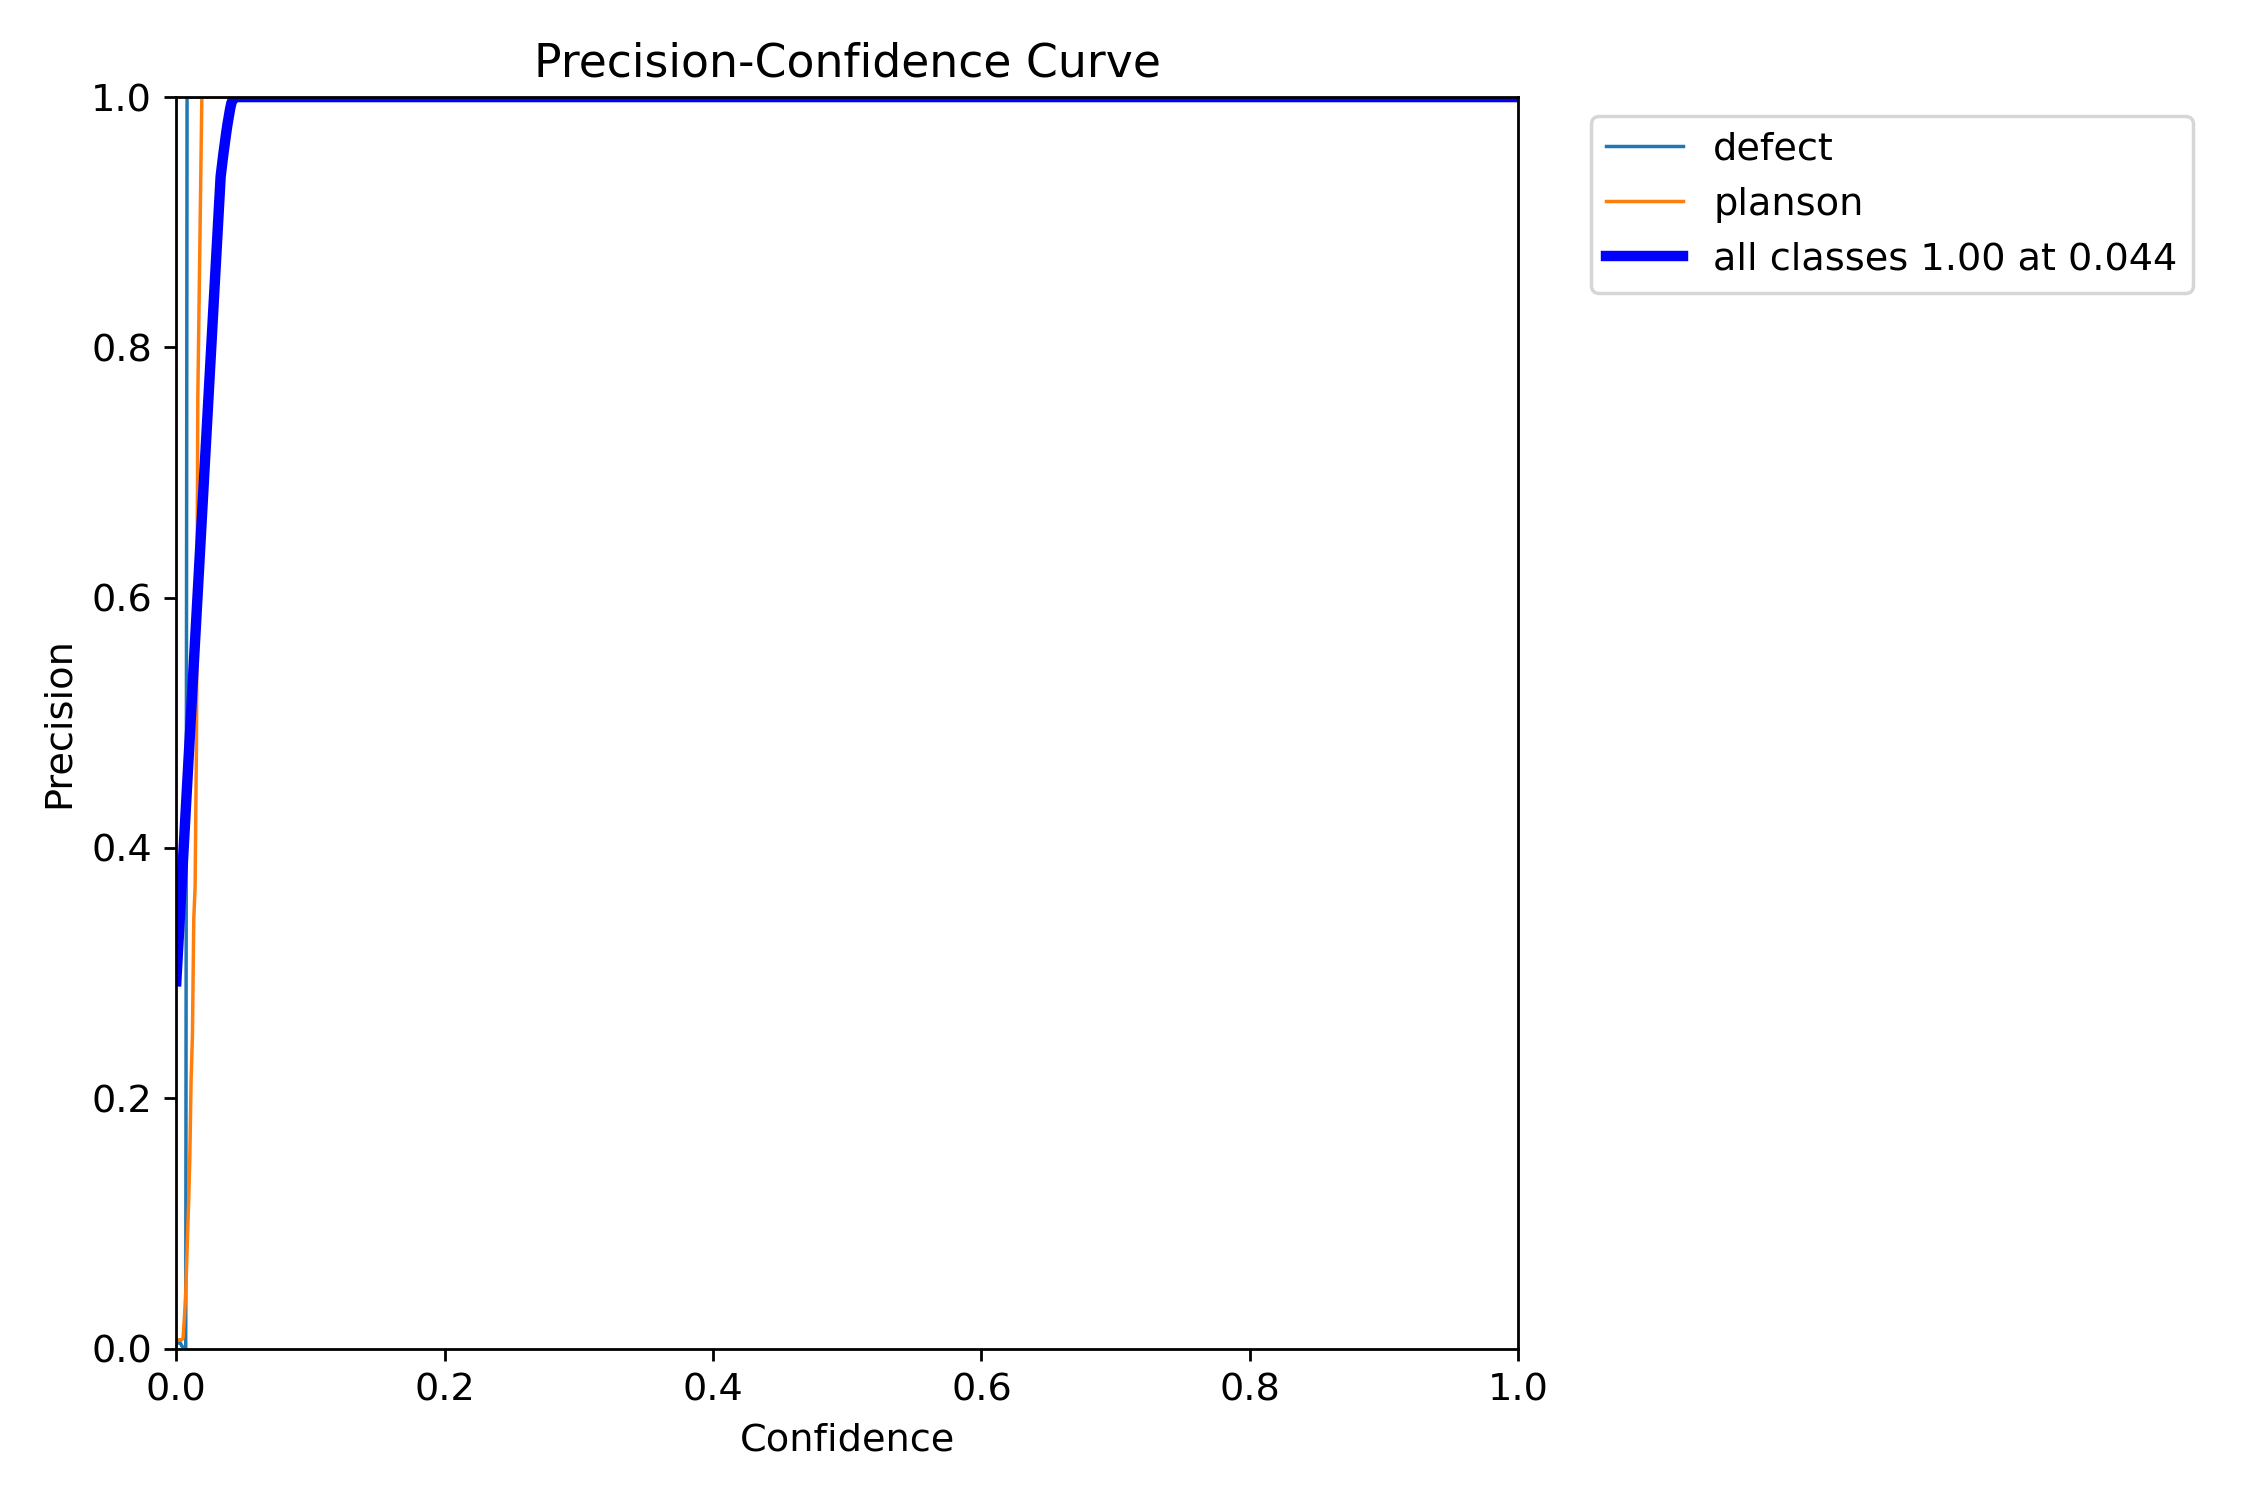 Precision-Confidence Curve
1.0
0.8
0.6
0.4
0.2
0.0
Precision
0.0 0.2 0.4 0.6 0.8 1.0
Confidence
defect
planson
all classes 1.00 at 0.044